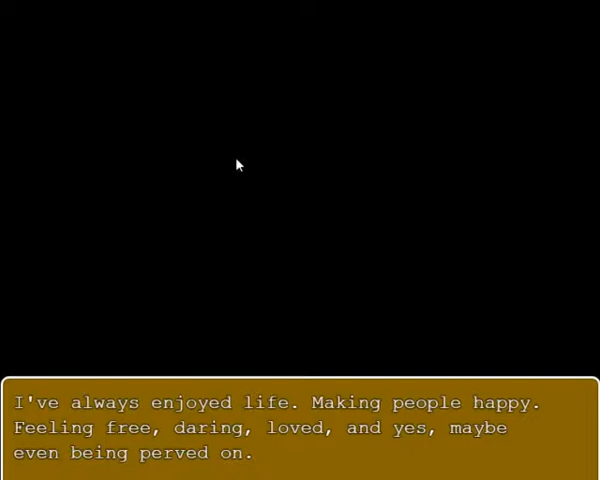 I've always enjoyed life. Making people happy.
Feeling free, daring, loved, and yes, maybe
even being perved on.